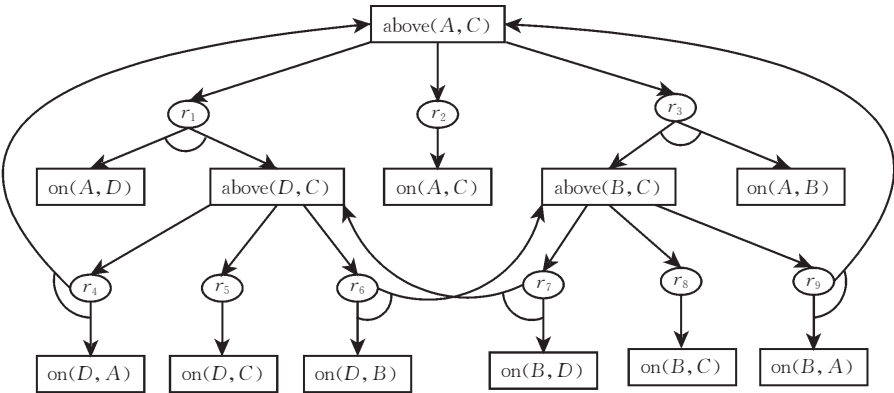 above(A, C)
r₁
r₂
r₃
on(A, D)
above(D, C)
on(A, C)
above(B, C)
on(A, B)
r₄
r₅
r₆
r₇
r₈
r₉
on(D, A)
on(D, C)
on(D, B)
on(B, D)
on(B, C)
on(B, A)